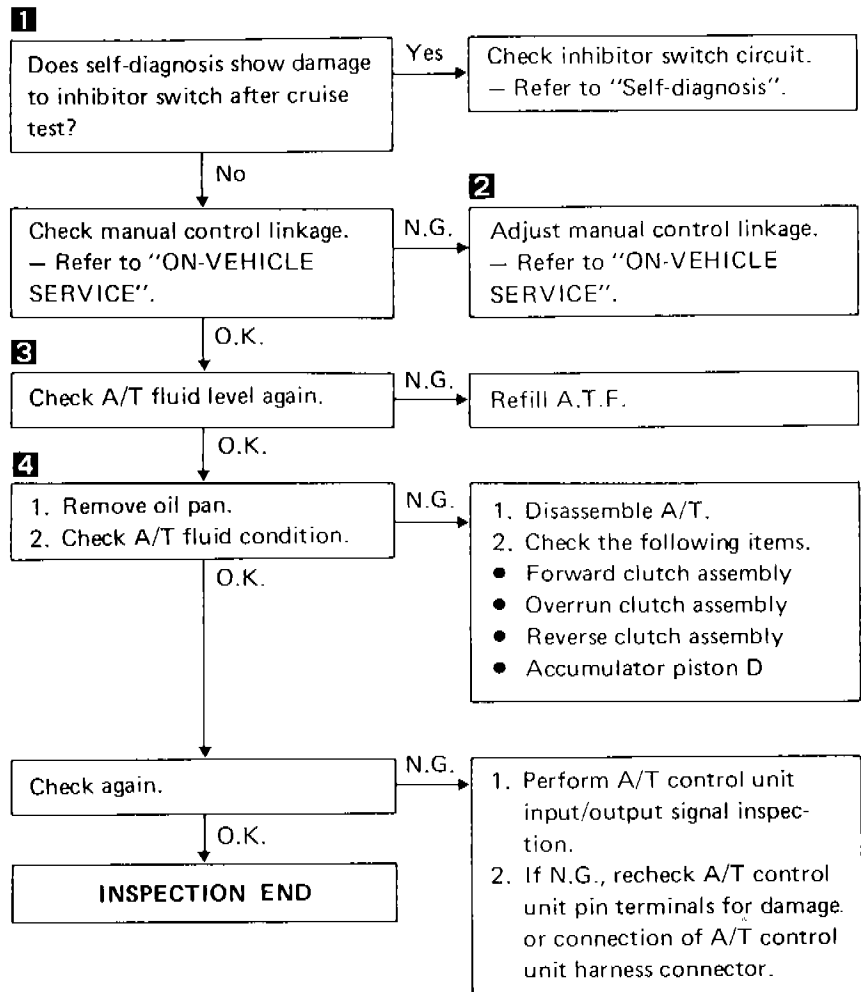 1
Does self-diagnosis show damage
to inhibitor switch after cruise
test?
Yes
Check inhibitor switch circuit.
— Refer to "Self-diagnosis".
No
Check manual control linkage.
— Refer to "ON-VEHICLE
SERVICE".
N.G.
2
Adjust manual control linkage.
— Refer to "ON-VEHICLE
SERVICE".
O.K.
3
Check A/T fluid level again.
N.G.
Refill A.T.F.
O.K.
4
1. Remove oil pan.
2. Check A/T fluid condition.
N.G.
1. Disassemble A/T.
2. Check the following items.
● Forward clutch assembly
● Overrun clutch assembly
● Reverse clutch assembly
● Accumulator piston D
O.K.
Check again.
N.G.
1. Perform A/T control unit
input/output signal inspec-
tion.
2. If N.G., recheck A/T control
unit pin terminals for damage
or connection of A/T control
unit harness connector.
O.K.
INSPECTION END